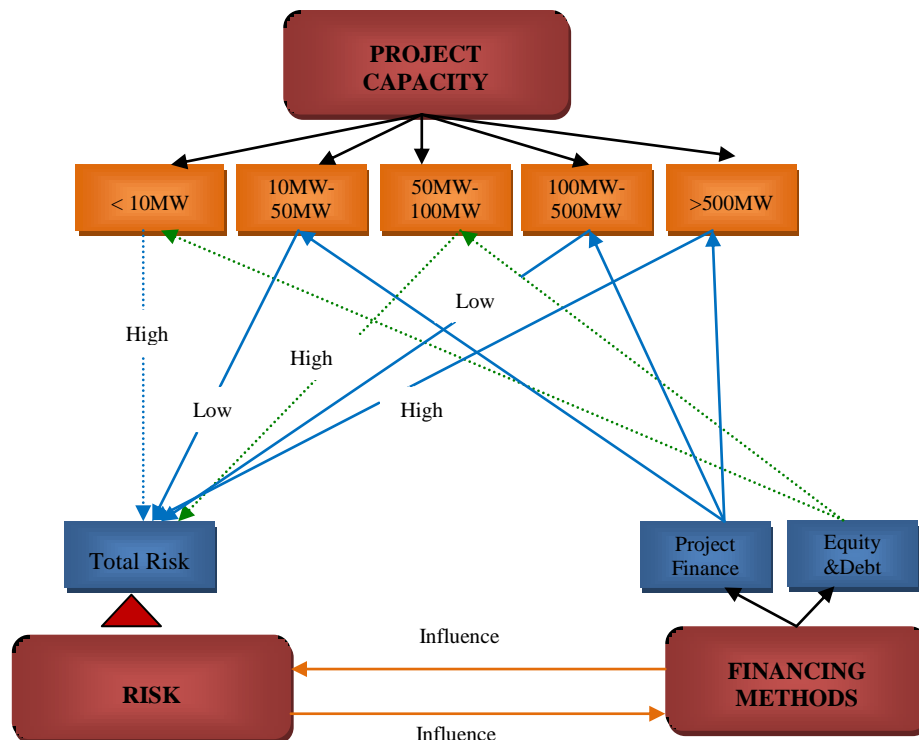 PROJECT
CAPACITY
< 10MW
10MW-
50MW
50MW-
100MW
100MW-
500MW
>500MW
Low
High
High
Low
High
Total Risk
Project
Finance
Equity
&Debt
Influence
RISK
FINANCING
METHODS
Influence